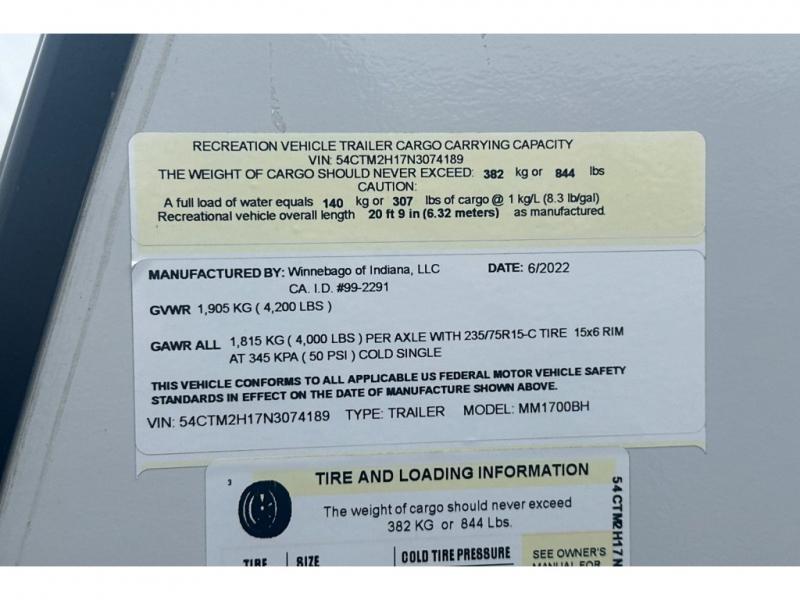 RECREATION VEHICLE TRAILER CARGO CARRYING CAPACITY
VIN: 54CTM2H17N3074189
THE WEIGHT OF CARGO SHOULD NEVER EXCEED: 382 kg or 844 lbs
CAUTION:
A full load of water equals 140 kg or 307 lbs of cargo @ 1 kg/L (8.3 lb/gal)
Recreational vehicle overall length 20 ft 9 in (6.32 meters) as manufactured.
MANUFACTURED BY: Winnebago of Indiana, LLC DATE: 6/2022
CA. I.D. #99-2291
GVWR 1,905 KG ( 4,200 LBS )
GAWR ALL 1,815 KG ( 4,000 LBS ) PER AXLE WITH 235/75R15-C TIRE 15x6 RIM
AT 345 KPA ( 50 PSI ) COLD SINGLE
THIS VEHICLE CONFORMS TO ALL APPLICABLE US FEDERAL MOTOR VEHICLE SAFETY
STANDARDS IN EFFECT ON THE DATE OF MANUFACTURE SHOWN ABOVE.
VIN: 54CTM2H17N3074189 TYPE: TRAILER MODEL: MM1700BH
3
TIRE AND LOADING INFORMATION
The weight of cargo should never exceed
382 KG or 844 Lbs.
TIRE SIZE COLD TIRE PRESSURE
SEE OWNER'S
MANUAL FOR
54CTM2H17N